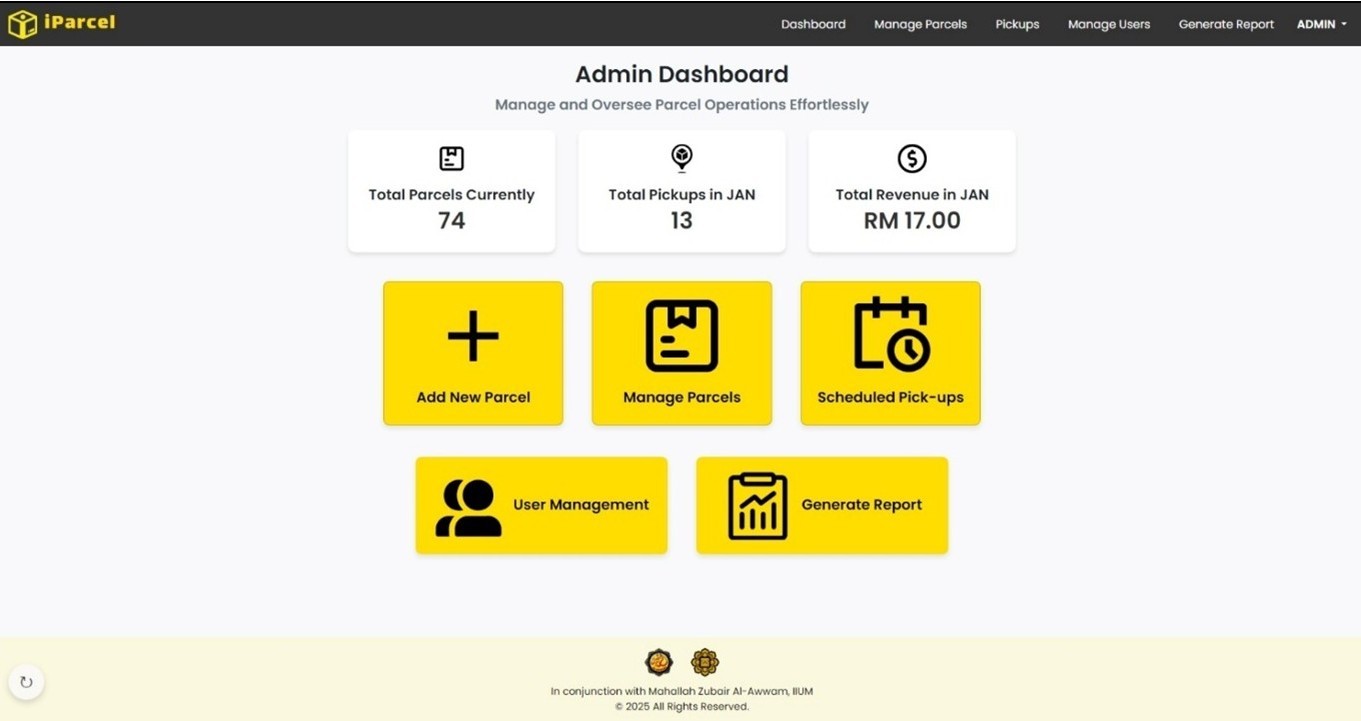 iParcel
Dashboard Manage Parcels Pickups Manage Users Generate Report ADMIN
Admin Dashboard
Manage and Oversee Parcel Operations Effortlessly
Total Parcels Currently
74
Total Pickups in JAN
13
Total Revenue in JAN
RM 17.00
Add New Parcel
Manage Parcels
Scheduled Pick-ups
User Management
Generate Report
In conjunction with Mahallah Zubair Al-Awwam, IIUM
© 2025 All Rights Reserved.